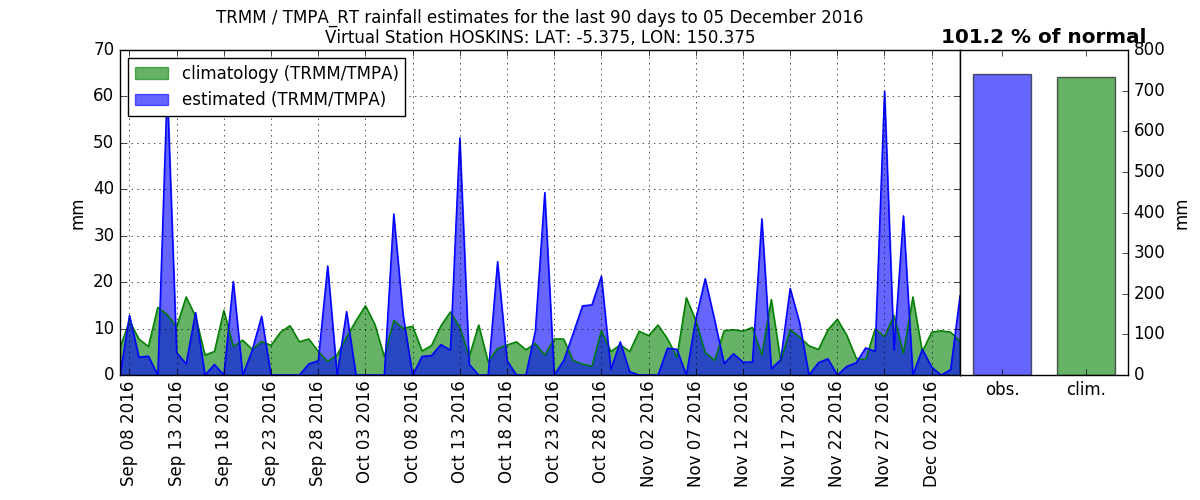 TRMM / TMPA_RT rainfall estimates for the last 90 days to 05 December 2016
Virtual Station HOSKINS: LAT: -5.375, LON: 150.375
101.2 % of normal
climatology (TRMM/TMPA)
estimated (TRMM/TMPA)
70
60
50
40
30
20
10
0
mm
800
700
600
500
400
300
200
100
0
mm
obs.
clim.
Sep 08 2016
Sep 13 2016
Sep 18 2016
Sep 23 2016
Sep 28 2016
Oct 03 2016
Oct 08 2016
Oct 13 2016
Oct 18 2016
Oct 23 2016
Oct 28 2016
Nov 02 2016
Nov 07 2016
Nov 12 2016
Nov 17 2016
Nov 22 2016
Nov 27 2016
Dec 02 2016